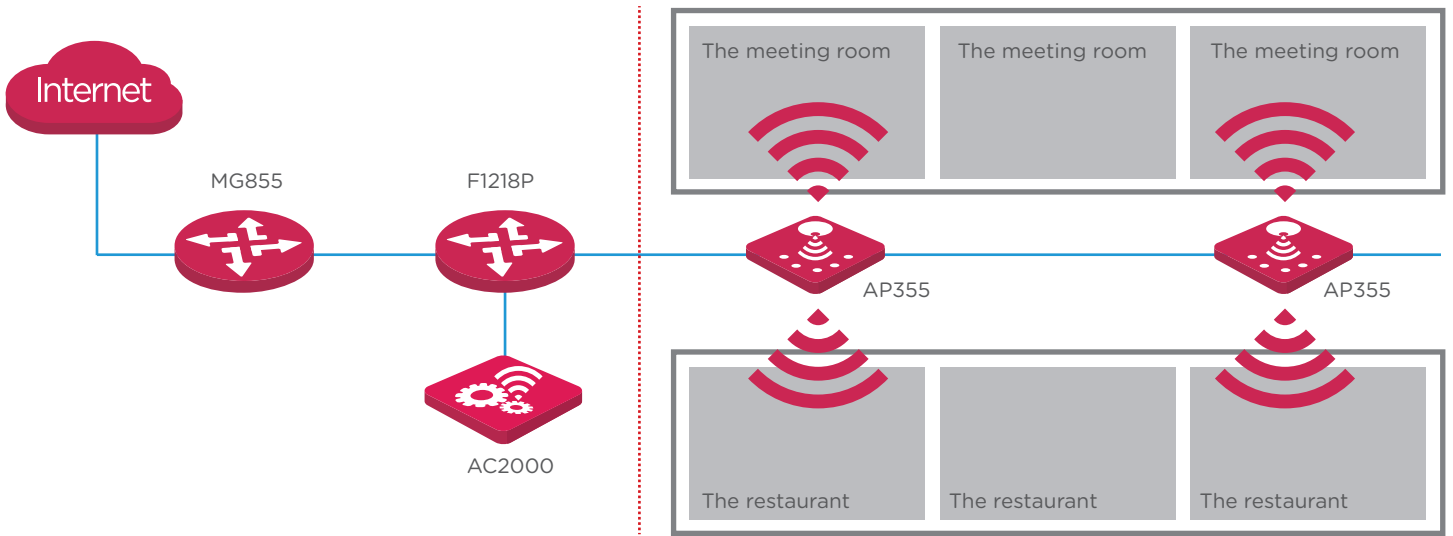 Internet
MG855
F1218P
AC2000
The meeting room
The meeting room
The meeting room
AP355
AP355
The restaurant
The restaurant
The restaurant